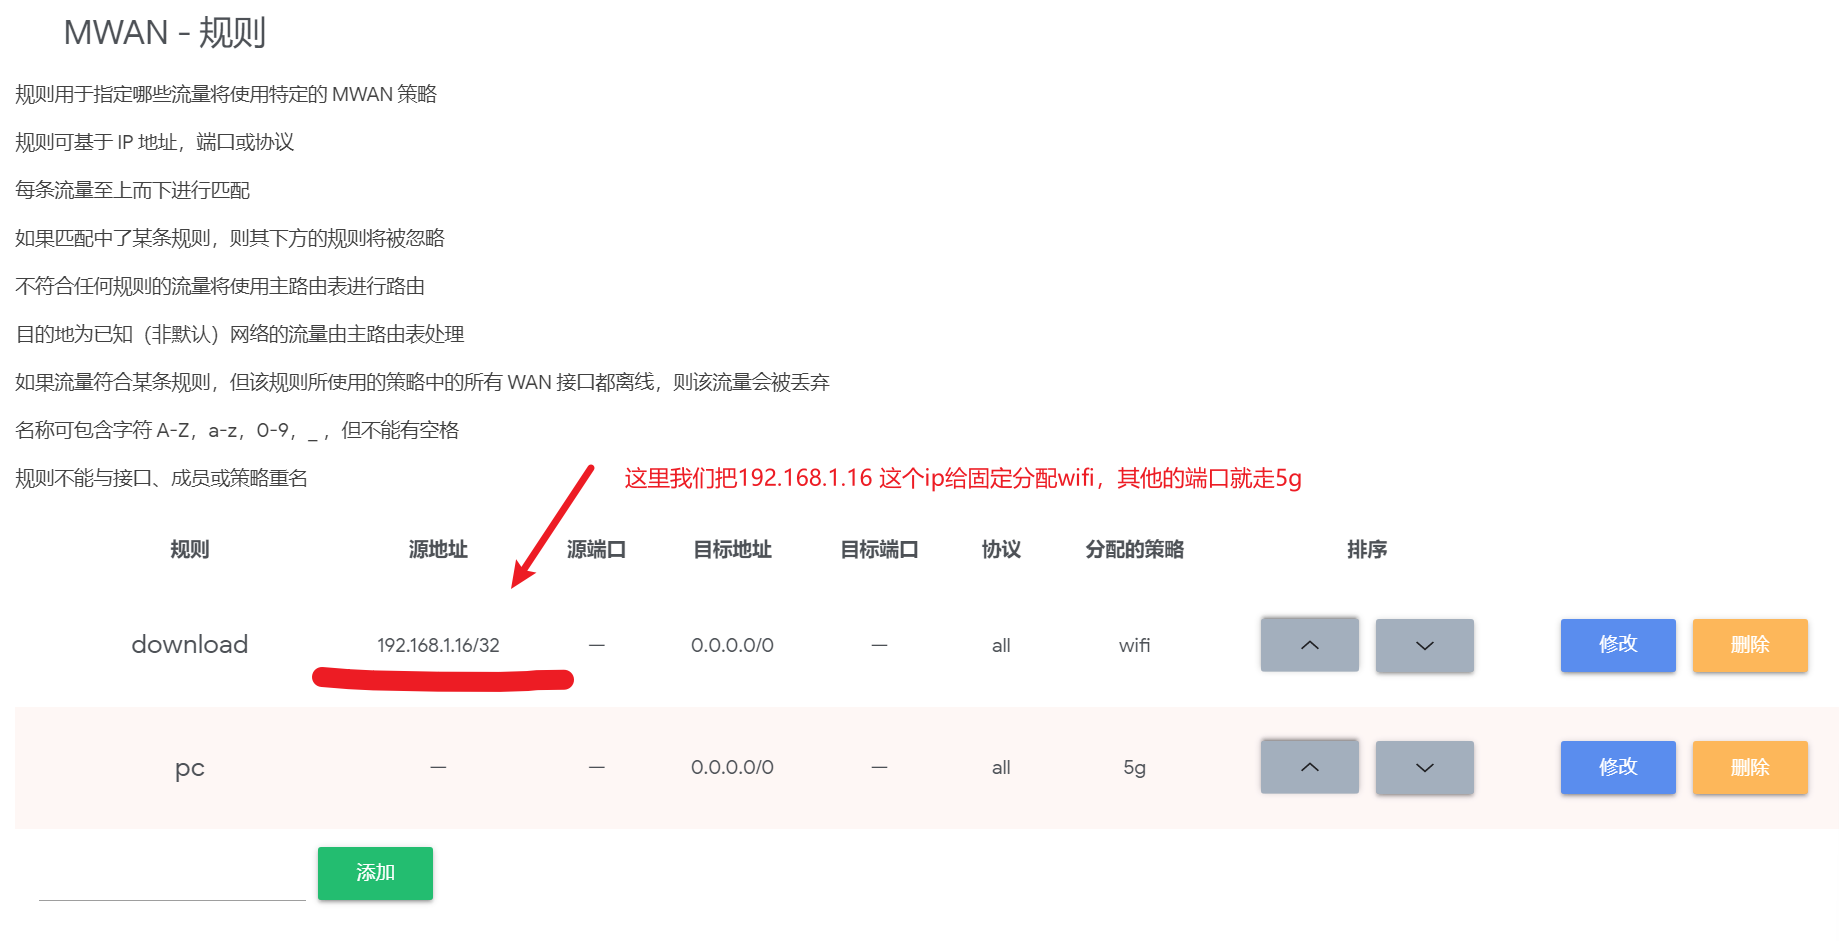 MWAN - 规则
规则用于指定哪些流量将使用特定的 MWAN 策略
规则可基于 IP 地址，端口或协议
每条流量至上而下进行匹配
如果匹配中了某条规则，则其下方的规则将被忽略
不符合任何规则的流量将使用主路由表进行路由
目的地为已知（非默认）网络的流量由主路由表处理
如果流量符合某条规则，但该规则所使用的策略中的所有 WAN 接口都离线，则该流量会被丢弃
名称可包含字符 A-Z，a-z，0-9，_ ，但不能有空格
规则不能与接口、成员或策略重名
这里我们把192.168.1.16 这个ip给固定分配wifi，其他的端口就走5g
规则 源地址 源端口 目标地址 目标端口 协议 分配的策略 排序
download 192.168.1.16/32 — 0.0.0.0/0 — all wifi 修改 删除
pc — — 0.0.0.0/0 — all 5g 修改 删除
添加